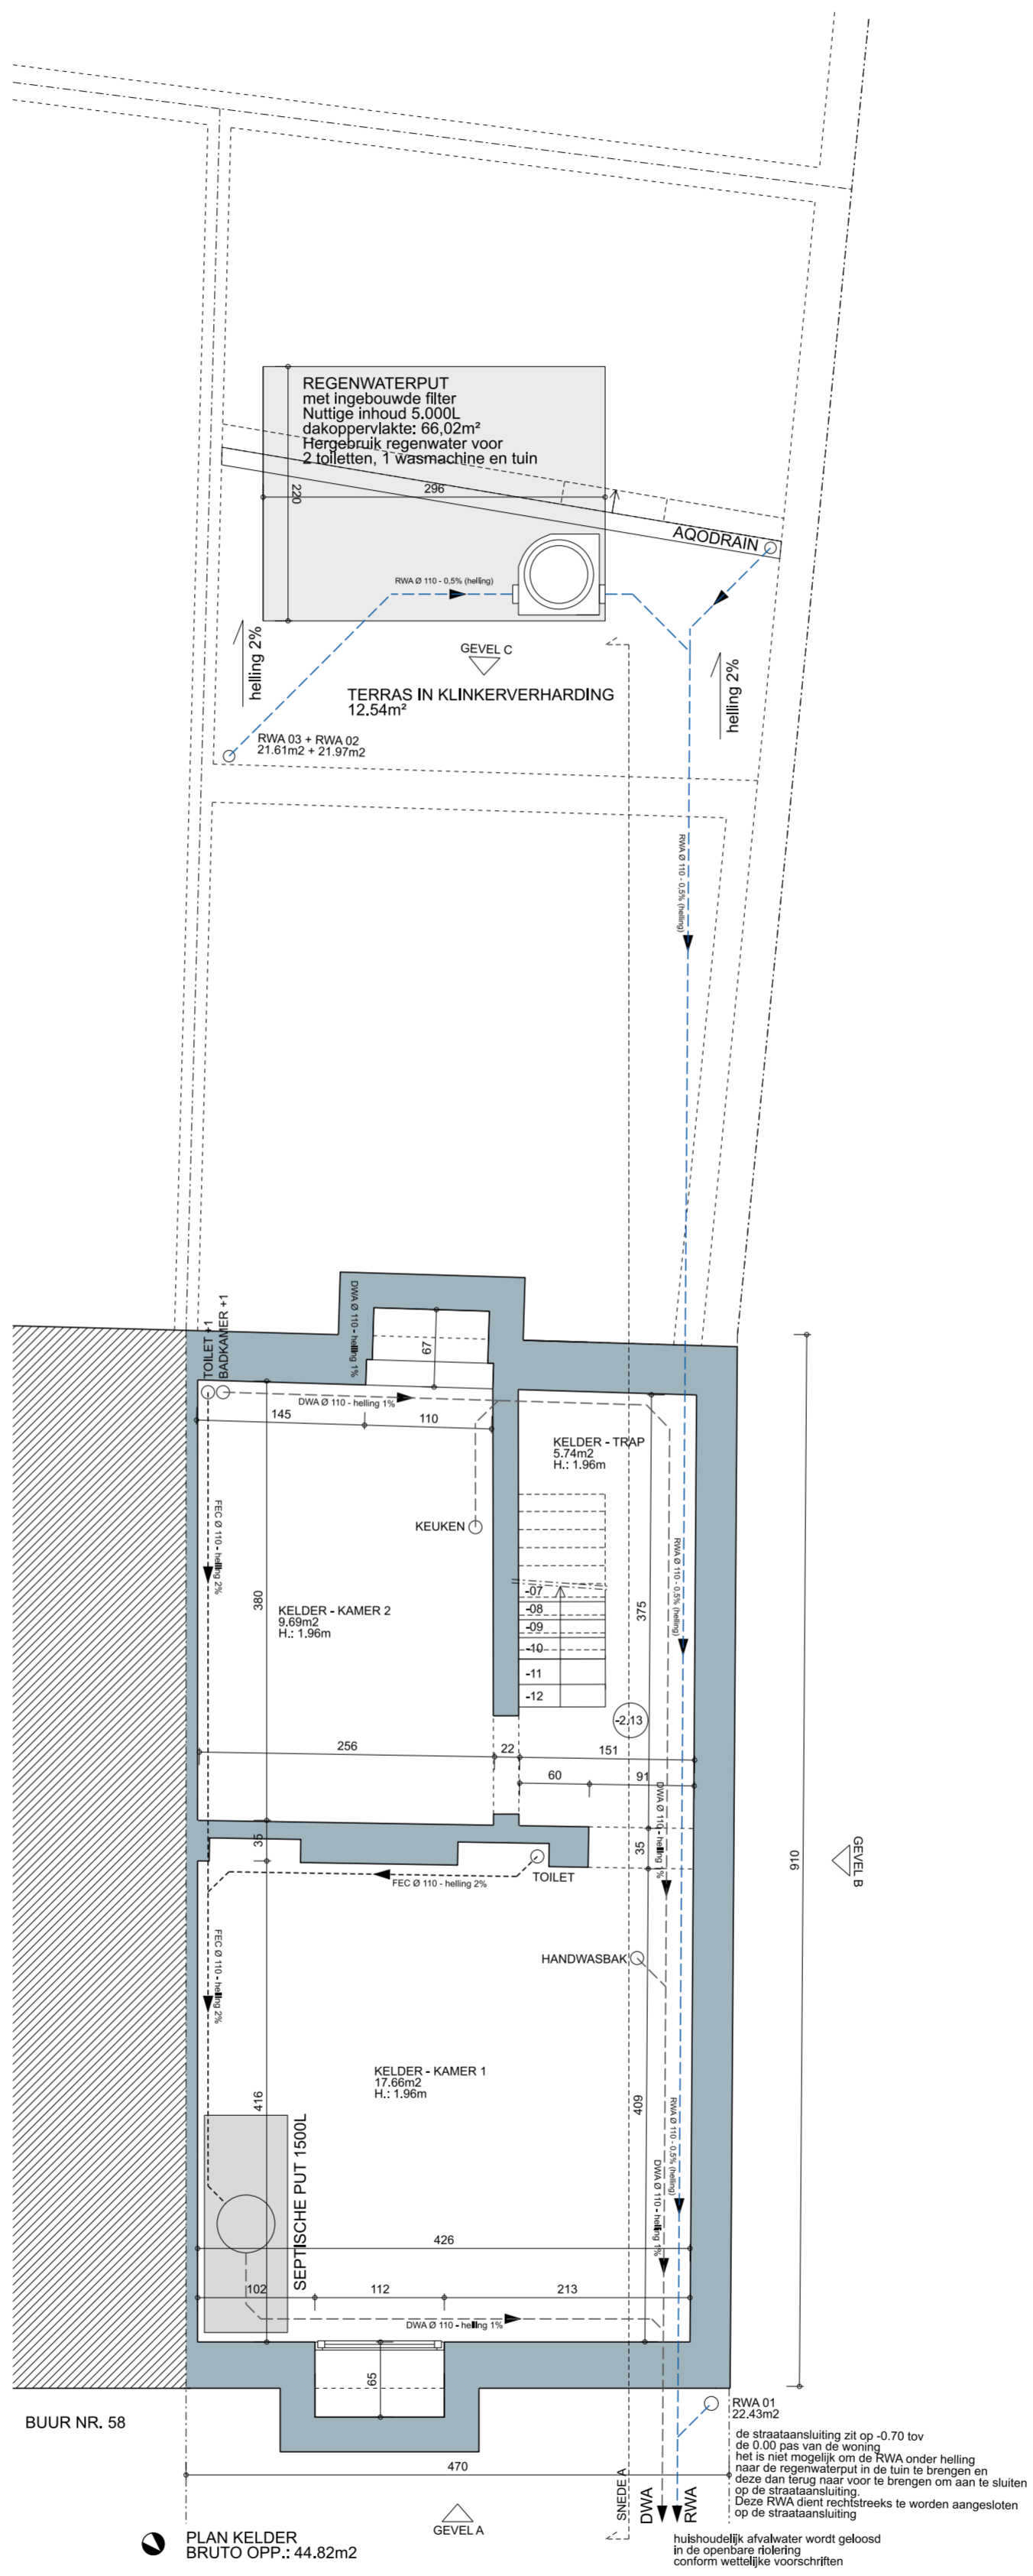 REGENWATERPUT
met ingebouwde filter
Nuttige inhoud 5.000L
dakoppervlakte: 66,02m²
Hergebruik regenwater voor
2 toiletten, 1 wasmachine en tuin
220
296
AQODRAIN
RWA Ø 110 - 0,5% (helling)
helling 2%
GEVEL C
helling 2%
TERRAS IN KLINKERVERHARDING
12.54m²
RWA 03 + RWA 02
21.61m2 + 21.97m2
RWA Ø 110 - 0,5% (helling)
TOILET +1
BADKAMER +1
DWA Ø 110 - helling 1%
67
DWA Ø 110 - helling 1%
145
110
KELDER - TRAP
5.74m2
H.: 1.96m
KEUKEN
FEC Ø 110 - helling 2%
380
KELDER - KAMER 2
9.69m2
H.: 1.96m
-07
-08
-09
-10
-11
-12
375
RWA Ø 110 - 0,5% (helling)
-2.13
256
22
151
60
91
DWA Ø 110 - helling 1%
35
35
910
GEVEL B
FEC Ø 110 - helling 2%
TOILET
FEC Ø 110 - helling 2%
HANDWASBAK
KELDER - KAMER 1
17.66m2
H.: 1.96m
416
409
RWA Ø 110 - 0,5% (helling)
DWA Ø 110 - helling 1%
SEPTISCHE PUT 1500L
426
102
112
213
DWA Ø 110 - helling 1%
65
BUUR NR. 58
RWA 01
22.43m2
de straataansluiting zit op -0.70 tov
de 0.00 pas van de woning
het is niet mogelijk om de RWA onder helling
naar de regenwaterput in de tuin te brengen en
deze dan terug naar voor te brengen om aan te sluiten
op de straataansluiting.
Deze RWA dient rechtstreeks te worden aangesloten
op de straataansluiting
470
SNEDE A
DWA
RWA
GEVEL A
PLAN KELDER
BRUTO OPP.: 44.82m2
huishoudelijk afvalwater wordt geloosd
in de openbare riolering
conform wettelijke voorschriften